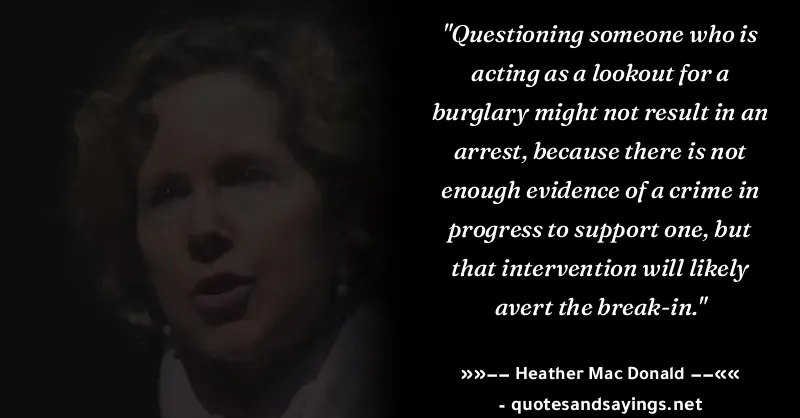 "Questioning someone who is
acting as a lookout for a
burglary might not result in an
arrest, because there is not
enough evidence of a crime in
progress to support one, but
that intervention will likely
avert the break-in."
»»–– Heather Mac Donald ––««
- quotesandsayings.net